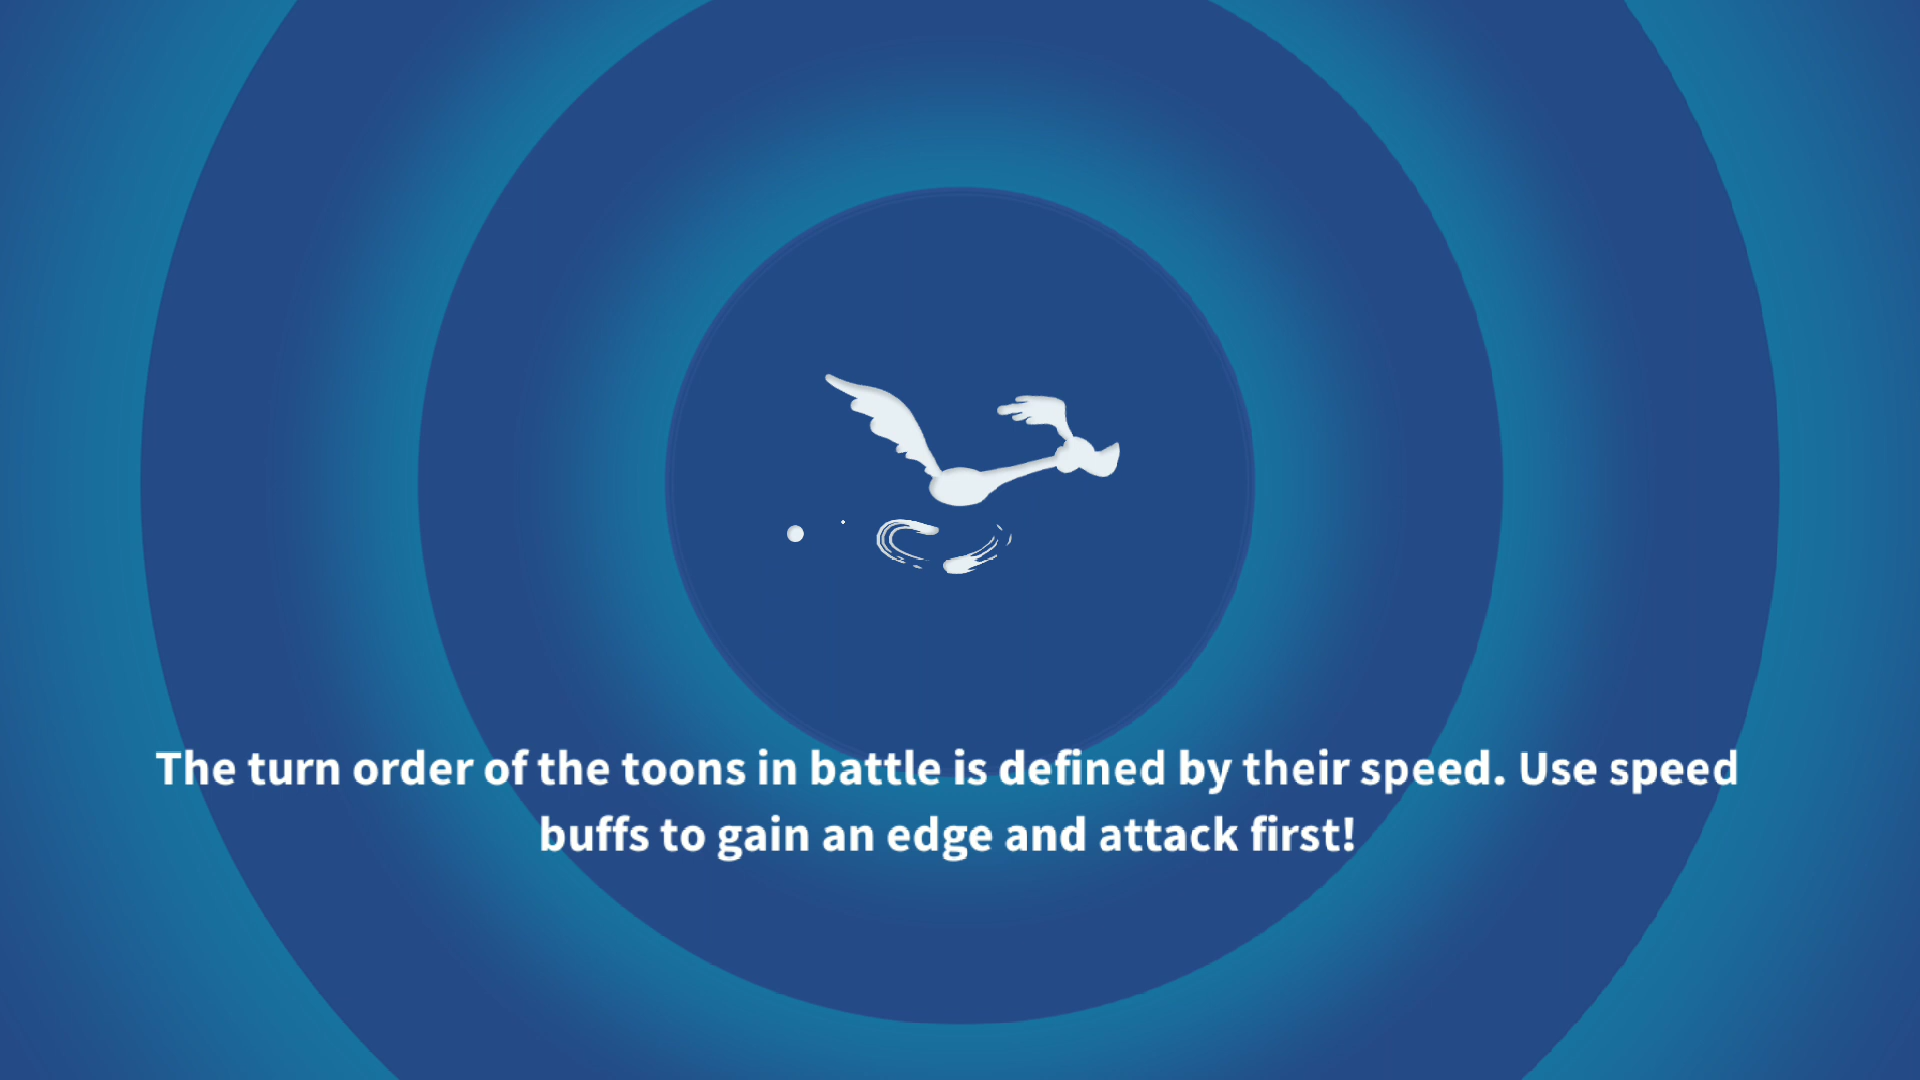 The turn order of the toons in battle is defined by their speed. Use speed
buffs to gain an edge and attack first!